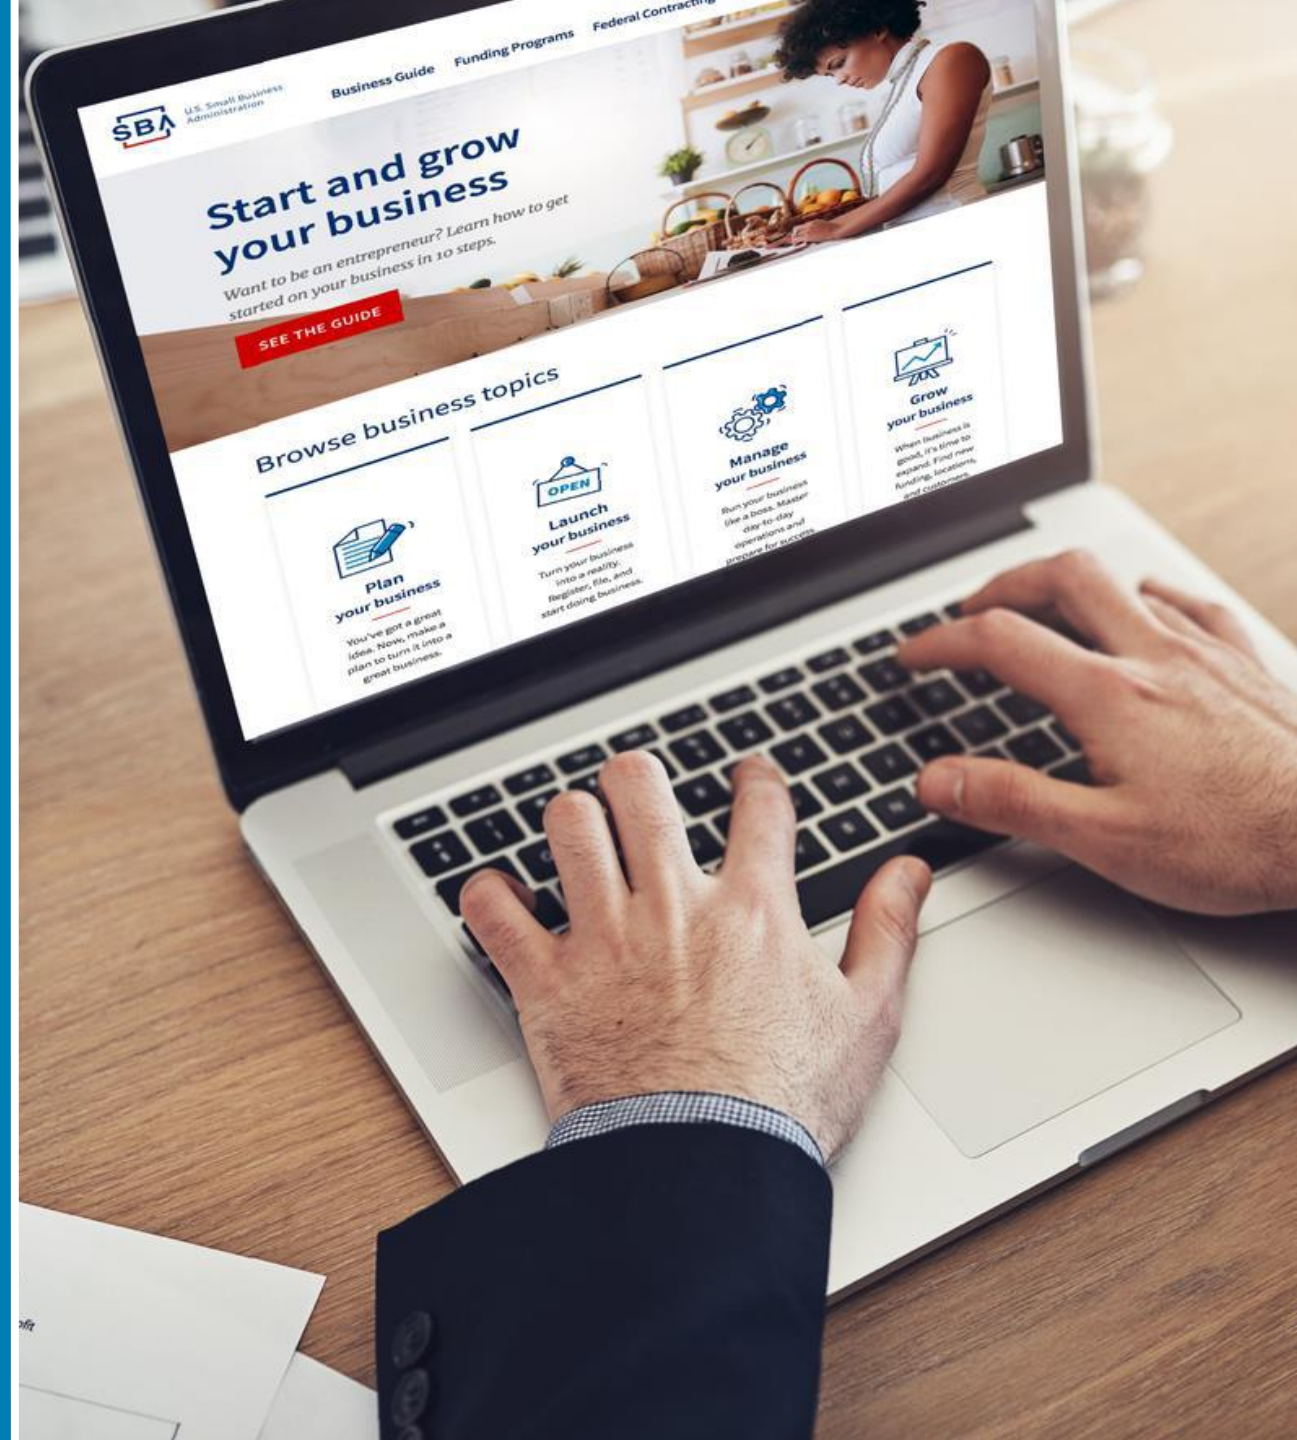 SBA
U.S. Small Business
Administration
Business Guide
Funding Programs
Federal Contracting
Start and grow
your business
Want to be an entrepreneur? Learn how to get
started on your business in 10 steps.
SEE THE GUIDE
Browse business topics
Plan
your business
You've got a great
idea. Now, make a
plan to turn it into a
great business.
OPEN
Launch
your business
Turn your business
into a reality.
Register, file, and
start doing business.
Manage
your business
Run your business
like a boss. Master
day-to-day
operations and
prepare for success.
Grow
your business
When business is
good, it's time to
expand. Find new
funding, locations,
and customers.